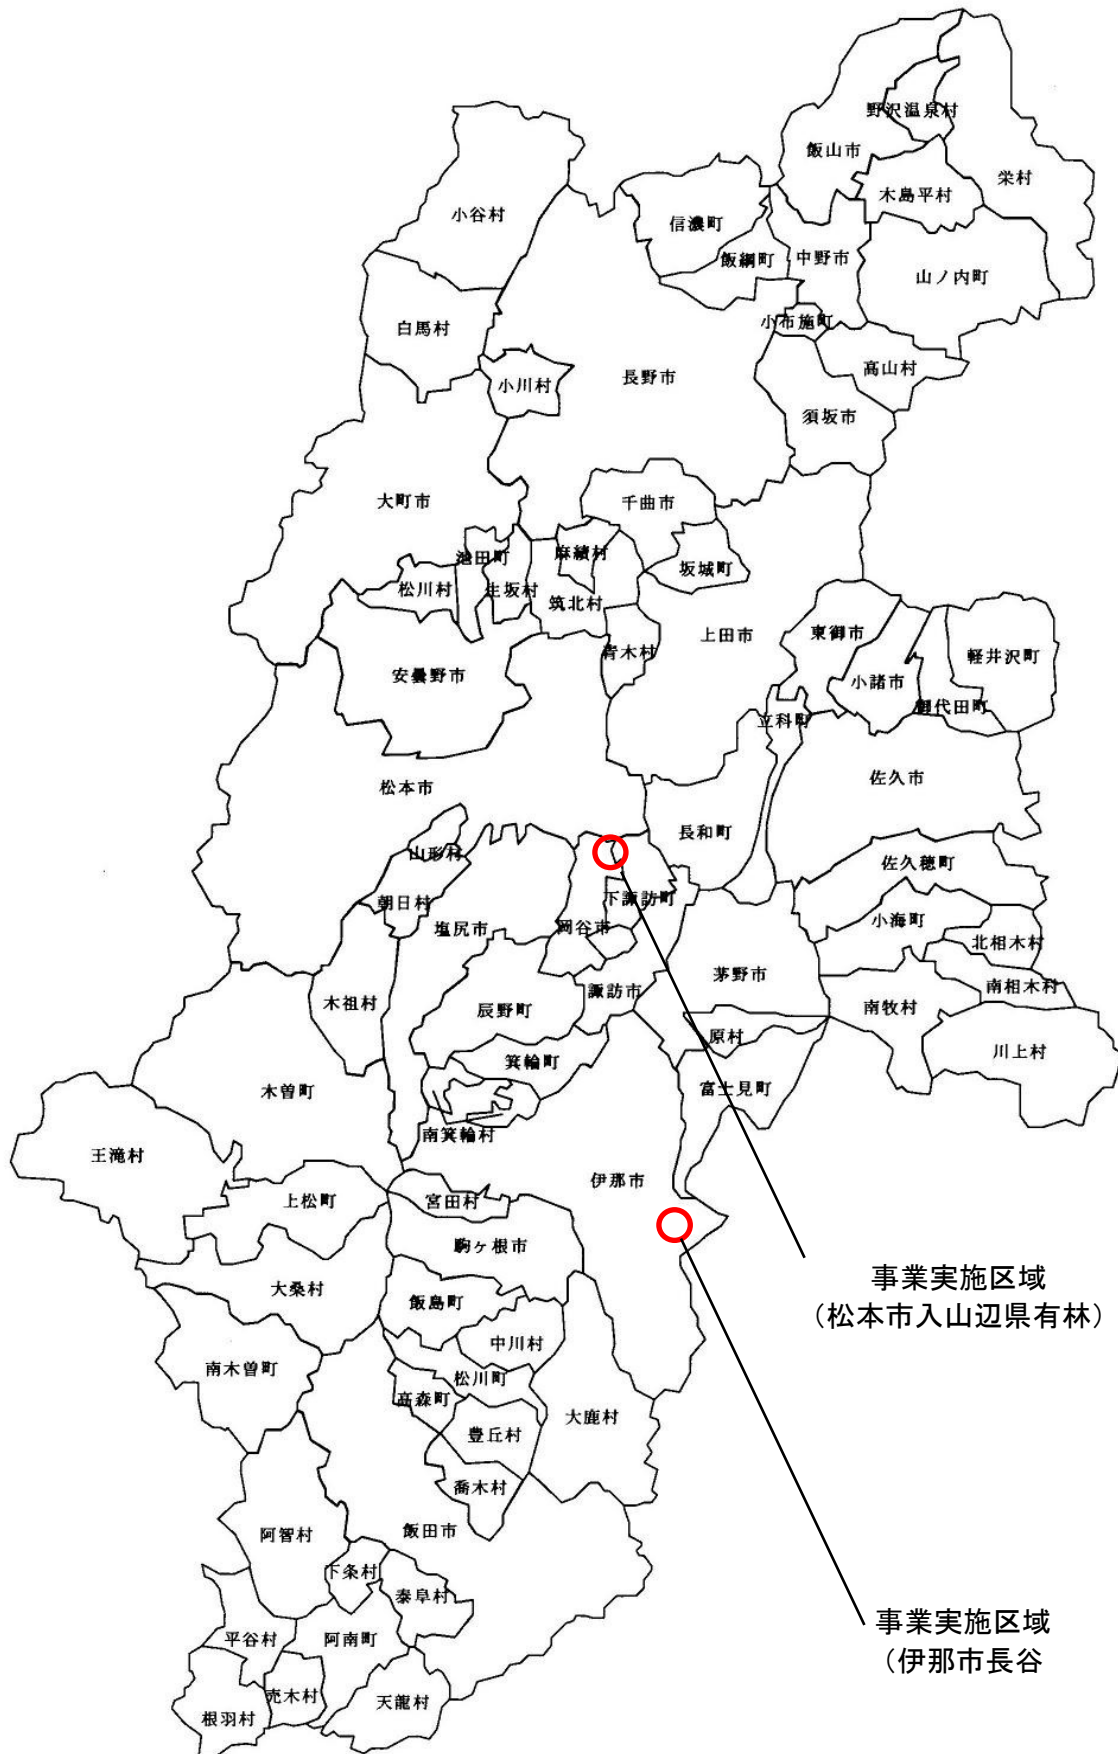 野沢温泉村
飯山市
栄村
木島平村
小谷村
信濃町
飯綱町
中野市
山ノ内町
白馬村
小布施町
高山村
小川村
長野市
須坂市
大町市
千曲市
池田町
麻績村
坂城町
松川村
生坂村
筑北村
青木村
上田市
東御市
軽井沢町
安曇野市
小諸市
御代田町
立科町
松本市
佐久市
長和町
山形村
佐久穂町
朝日村
塩尻市
岡谷市
下諏訪町
小海町
北相木村
木祖村
辰野町
諏訪市
茅野市
南牧村
南相木村
原村
川上村
箕輪町
木曽町
富士見町
南箕輪村
王滝村
伊那市
上松町
宮田村
駒ヶ根市
大桑村
飯島町
事業実施区域
(松本市入山辺県有林)
中川村
南木曽町
松川町
高森町
大鹿村
豊丘村
喬木村
阿智村
飯田市
下条村
泰阜村
平谷村
阿南町
事業実施区域
(伊那市長谷
売木村
天龍村
根羽村